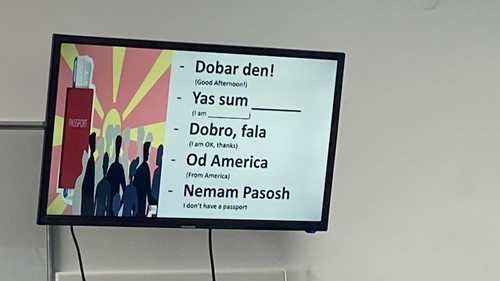 PASSPORT
- Dobar den!
(Good Afternoon!)
- Yas sum ________
(I am ________)
- Dobro, fala
(I am OK, thanks)
- Od America
(From America)
- Nemam Pasosh
I don't have a passport